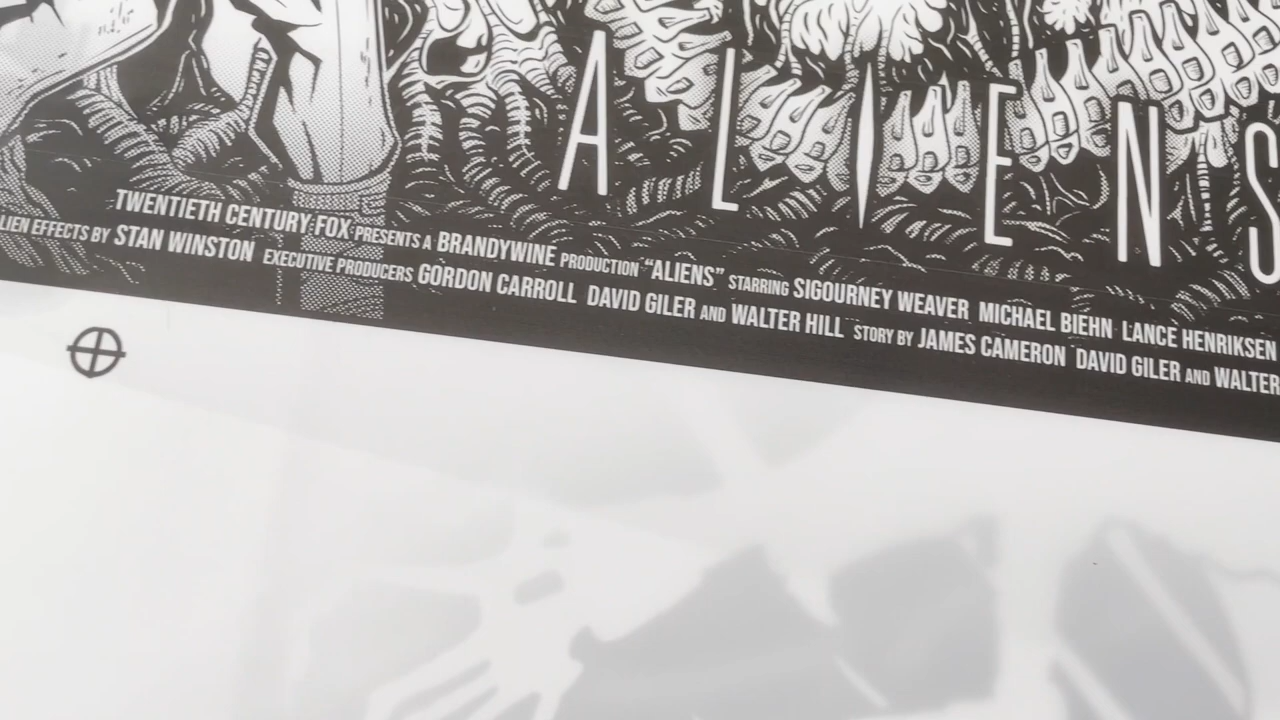 ALIENS
TWENTIETH CENTURY FOX PRESENTS A BRANDYWINE PRODUCTION "ALIENS" STARRING SIGOURNEY WEAVER MICHAEL BIEHN LANCE HENRIKSEN
LIEN EFFECTS BY STAN WINSTON EXECUTIVE PRODUCERS GORDON CARROLL DAVID GILER AND WALTER HILL STORY BY JAMES CAMERON DAVID GILER AND WALTER